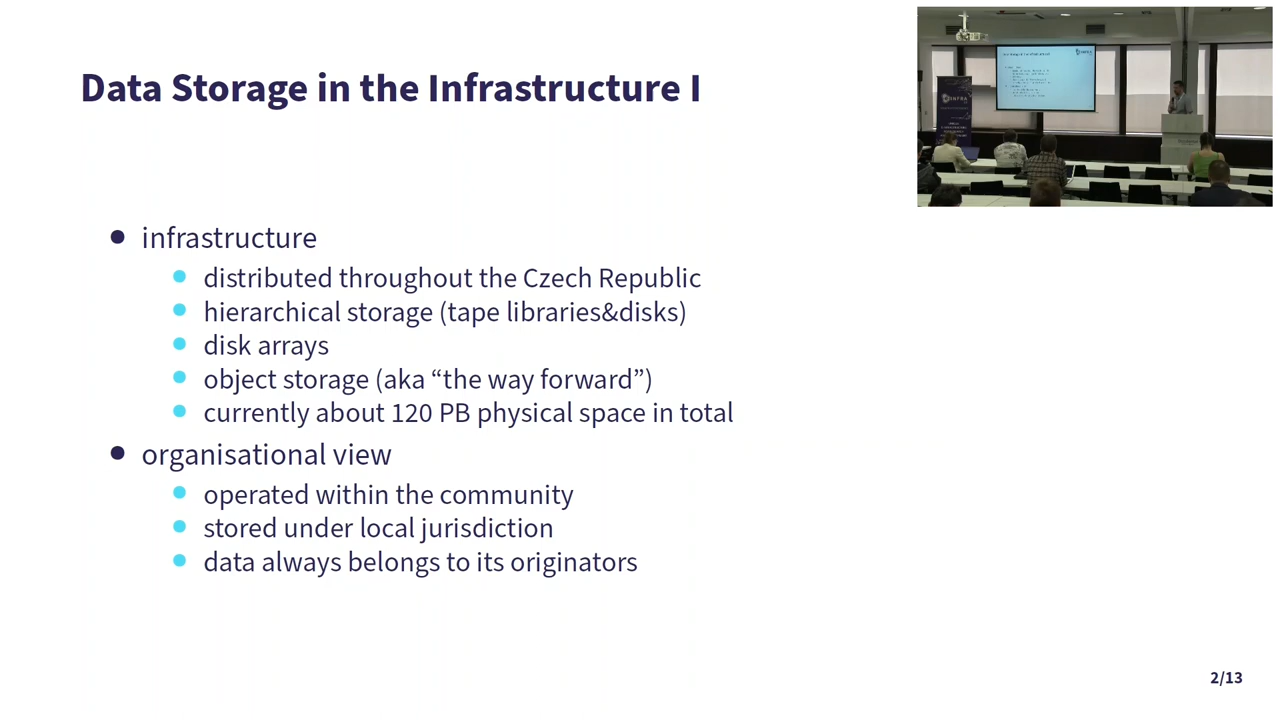 Data Storage in the Infrastructure I
infrastructure
distributed throughout the Czech Republic
hierarchical storage (tape libraries&disks)
disk arrays
object storage (aka “the way forward”)
currently about 120 PB physical space in total
organisational view
operated within the community
stored under local jurisdiction
data always belongs to its originators
2/13
INFRA